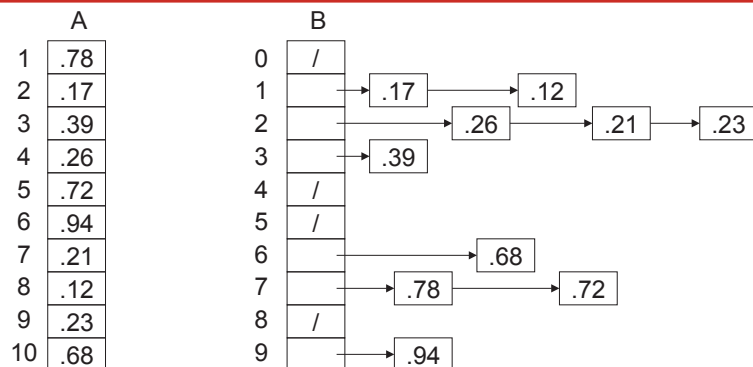 A B
1 .78 0 /
2 .17 1 .17 .12
3 .39 2 .26 .21 .23
4 .26 3 .39
5 .72 4 /
6 .94 5 /
7 .21 6 .68
8 .12 7 .78 .72
9 .23 8 /
10 .68 9 .94